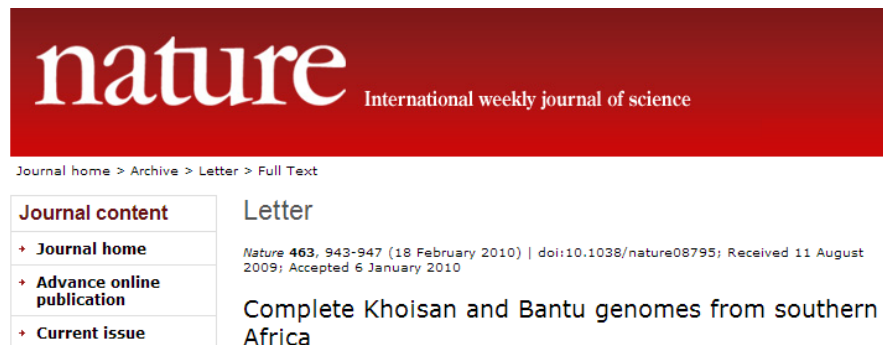 nature
International weekly journal of science
Journal home > Archive > Letter > Full Text
Journal content
Journal home
Advance online
publication
Current issue
Letter
Nature 463, 943-947 (18 February 2010) | doi:10.1038/nature08795; Received 11 August
2009; Accepted 6 January 2010
Complete Khoisan and Bantu genomes from southern
Africa